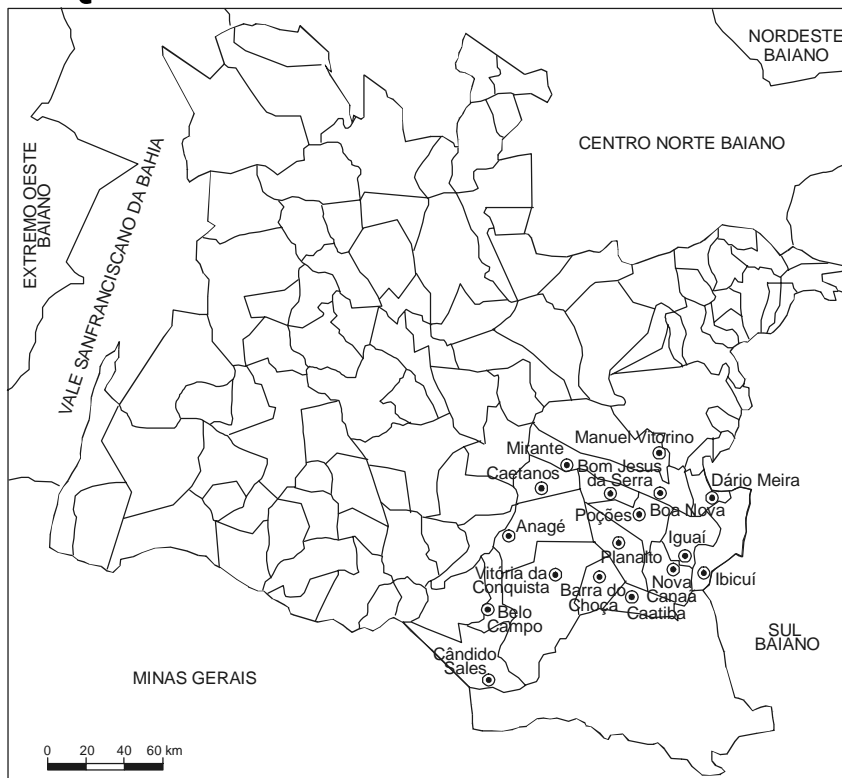 NORDESTE
BAIANO
CENTRO NORTE BAIANO
EXTREMO OESTE
BAIANO
VALE SANFRANCISCANO DA BAHIA
Manuel Vitorino
Mirante
Bom Jesus
da Serra
Caetanos
Dário Meira
Boa Nova
Poções
Anagé
Iguaí
Planalto
Vitória da
Conquista
Barra do
Choça
Nova
Canaã
Ibicuí
Caatiba
Belo
Campo
SUL
BAIANO
Cândido
Sales
MINAS GERAIS
0 20 40 60 km